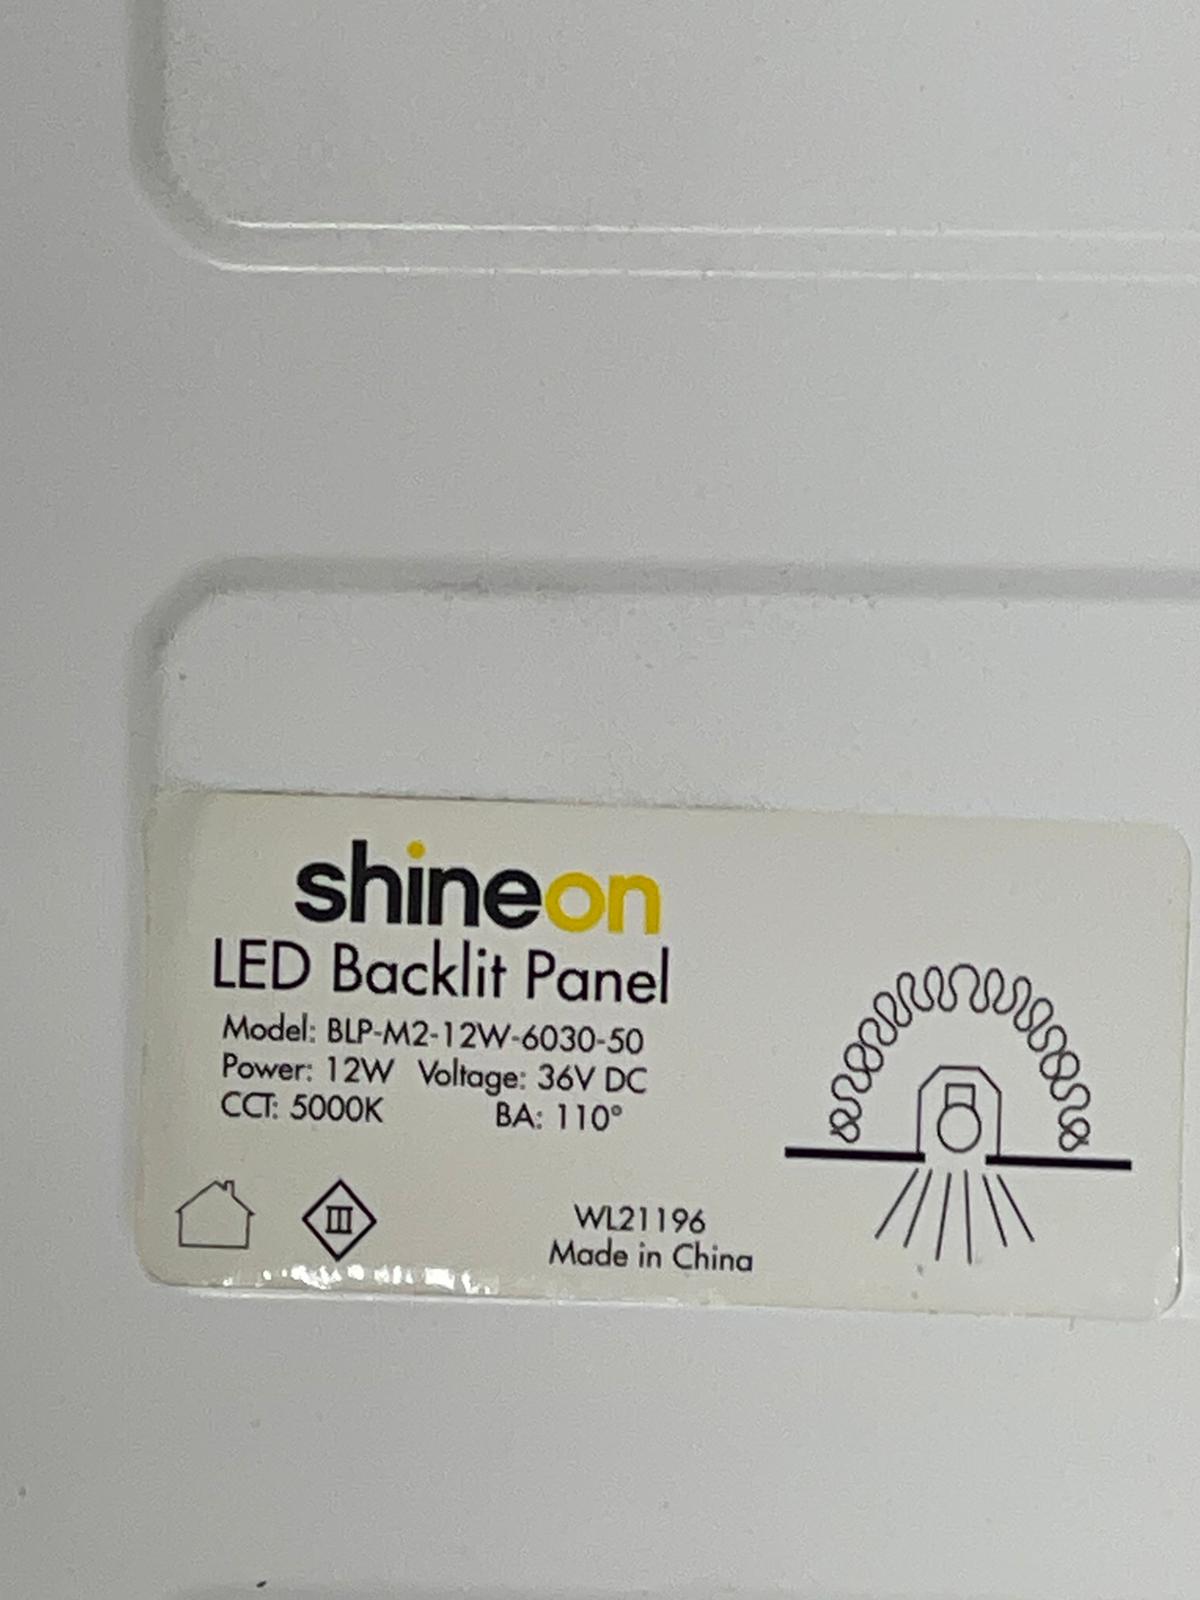 shineon
LED Backlit Panel
Model: BLP-M2-12W-6030-50
Power: 12W Voltage: 36V DC
CCT: 5000K BA: 110°
III
WL21196
Made in China